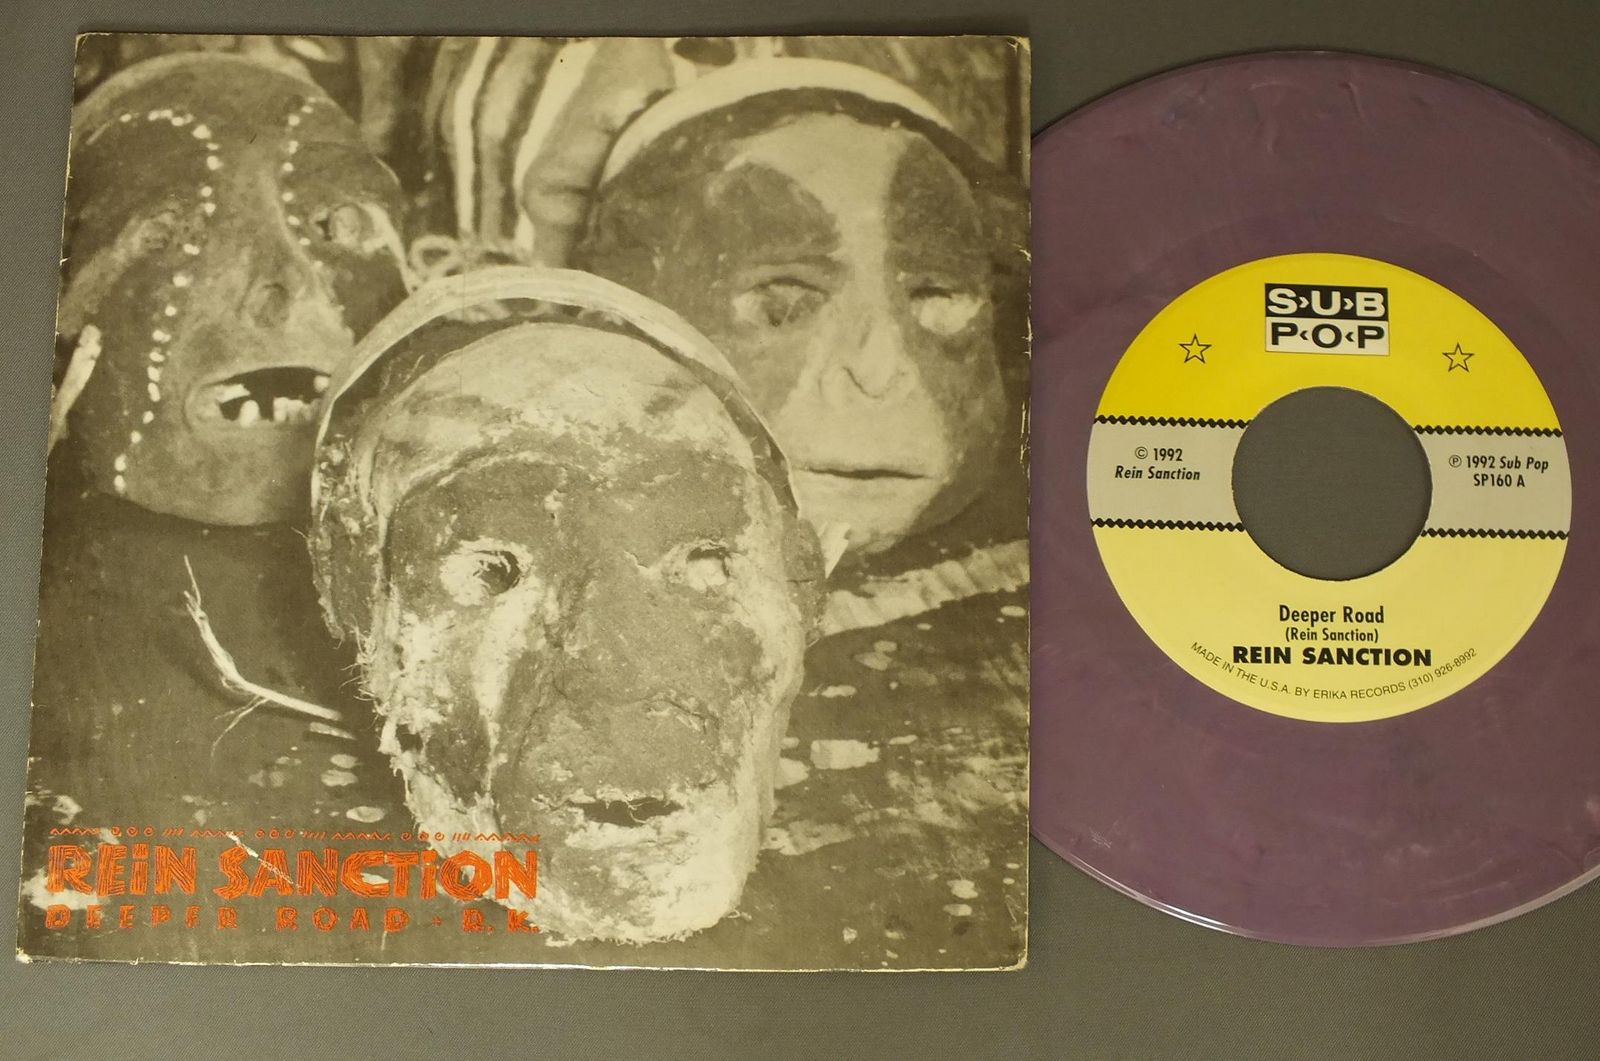 REiN SANCTiON
DEEPER ROAD • R.K.
S›U›B
P‹O‹P
© 1992
Rein Sanction
℗ 1992 Sub Pop
SP160 A
Deeper Road
(Rein Sanction)
REIN SANCTION
MADE IN THE U.S.A. BY ERIKA RECORDS (310) 926-8992